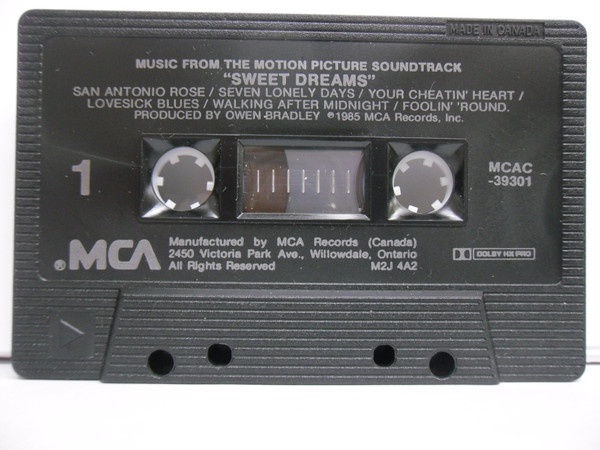 MADE IN CANADA
MUSIC FROM THE MOTION PICTURE SOUNDTRACK
"SWEET DREAMS"
SAN ANTONIO ROSE / SEVEN LONELY DAYS / YOUR CHEATIN' HEART /
LOVESICK BLUES / WALKING AFTER MIDNIGHT / FOOLIN' 'ROUND.
PRODUCED BY OWEN BRADLEY ℗1985 MCA Records, Inc.
1
MCAC
-39301
®MCA
Manufactured by MCA Records (Canada)
2450 Victoria Park Ave., Willowdale, Ontario
All Rights Reserved M2J 4A2
DOLBY HX PRO